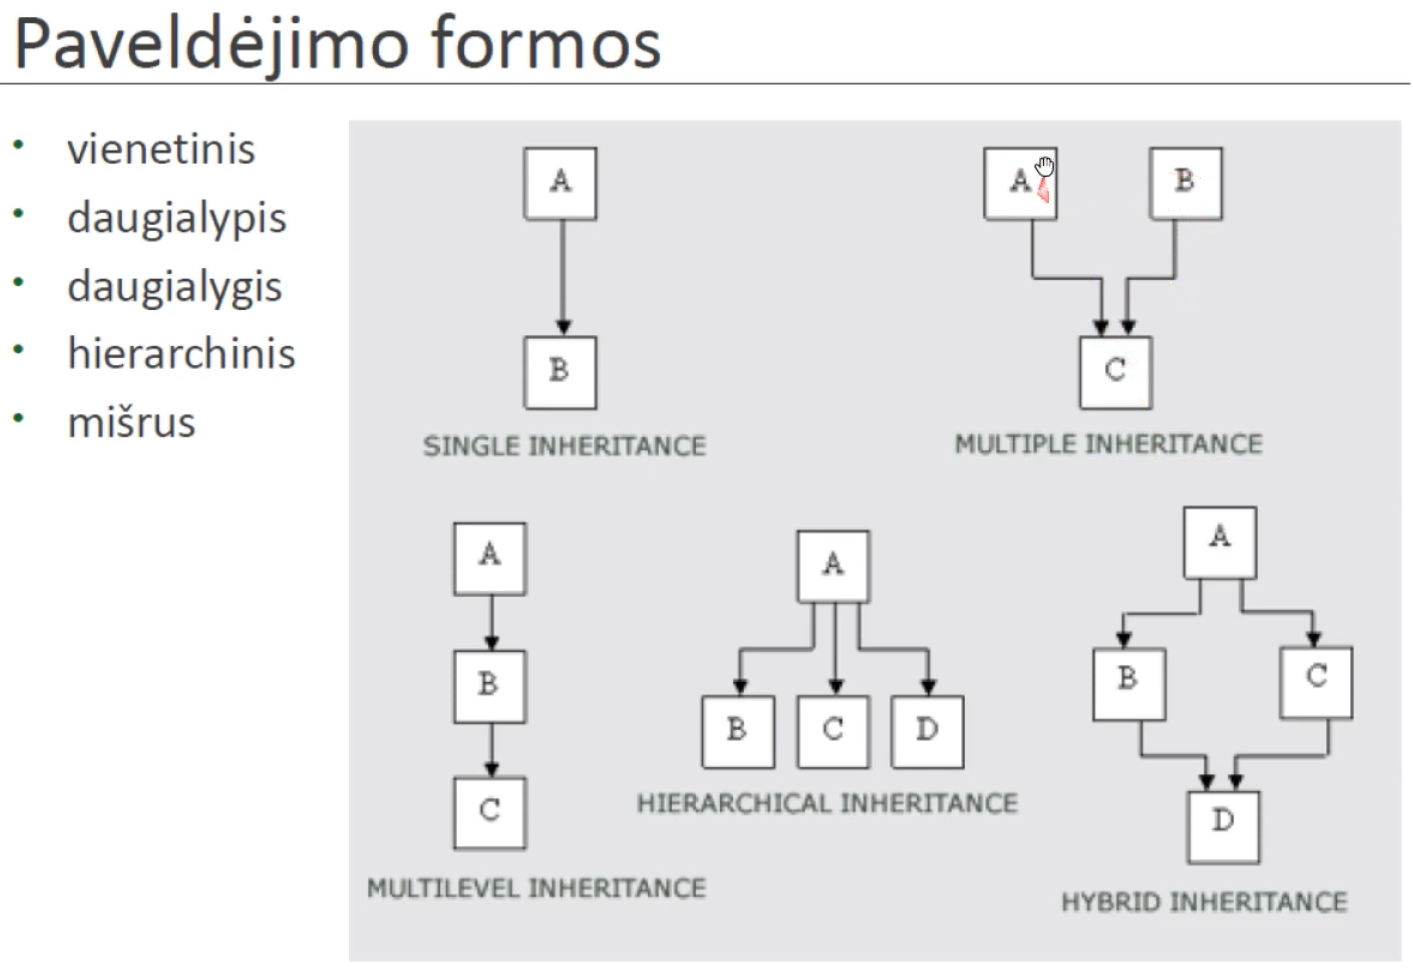 Paveldėjimo formos
• vienetinis
• daugialypis
• daugialygis
• hierarchinis
• mišrus
A
B
SINGLE INHERITANCE
A B
C
MULTIPLE INHERITANCE
A
B
C
MULTILEVEL INHERITANCE
A
B C D
HIERARCHICAL INHERITANCE
A
B C
D
HYBRID INHERITANCE